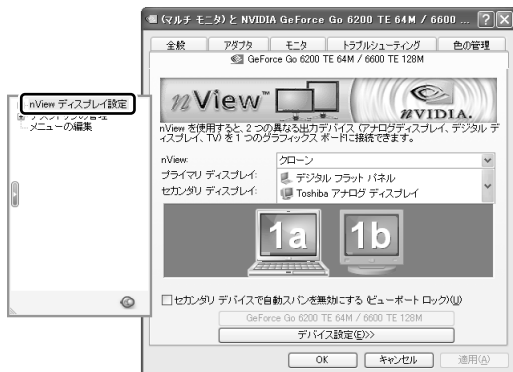 (マルチ モニタ) と NVIDIA GeForce Go 6200 TE 64M / 6600 ...
全般 アダプタ モニタ トラブルシューティング 色の管理
GeForce Go 6200 TE 64M / 6600 TE 128M
nView™
NVIDIA.
nView を使用すると、2 つの異なる出力デバイス (アナログディスプレイ、デジタル デ
ィスプレイ、TV) を 1 つのグラフィックス ボードに接続できます。
nView: クローン
プライマリ ディスプレイ: デジタル フラット パネル
セカンダリ ディスプレイ: Toshiba アナログ ディスプレイ
1a 1b
セカンダリ デバイスで自動スパンを無効にする (ビューポート ロック)(U)
GeForce Go 6200 TE 64M / 6600 TE 128M
デバイス設定(E)>>
OK キャンセル 適用(A)
nView ディスプレイ設定
メニューの編集